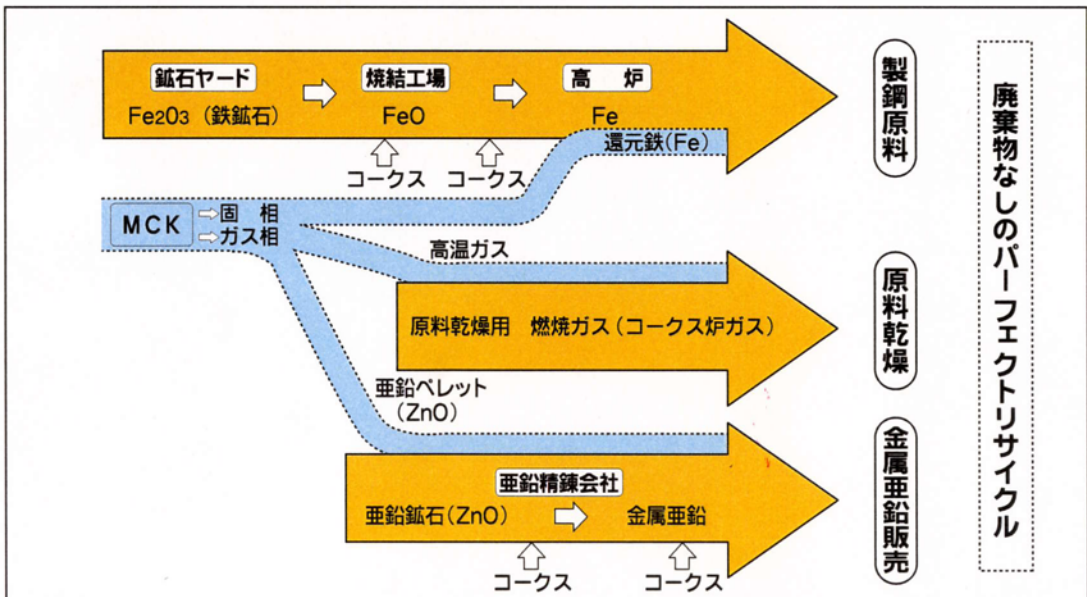 鉱石ヤード
焼結工場
高 炉
Fe2O3（鉄鉱石）
FeO
Fe
還元鉄(Fe)
コークス
コークス
MCK
固 相
ガス相
高温ガス
原料乾燥用 燃焼ガス(コークス炉ガス)
亜鉛ペレット
(ZnO)
亜鉛精錬会社
亜鉛鉱石(ZnO)
金属亜鉛
コークス
コークス
製鋼原料
原料乾燥
金属亜鉛販売
廃棄物なしのパーフェクトリサイクル